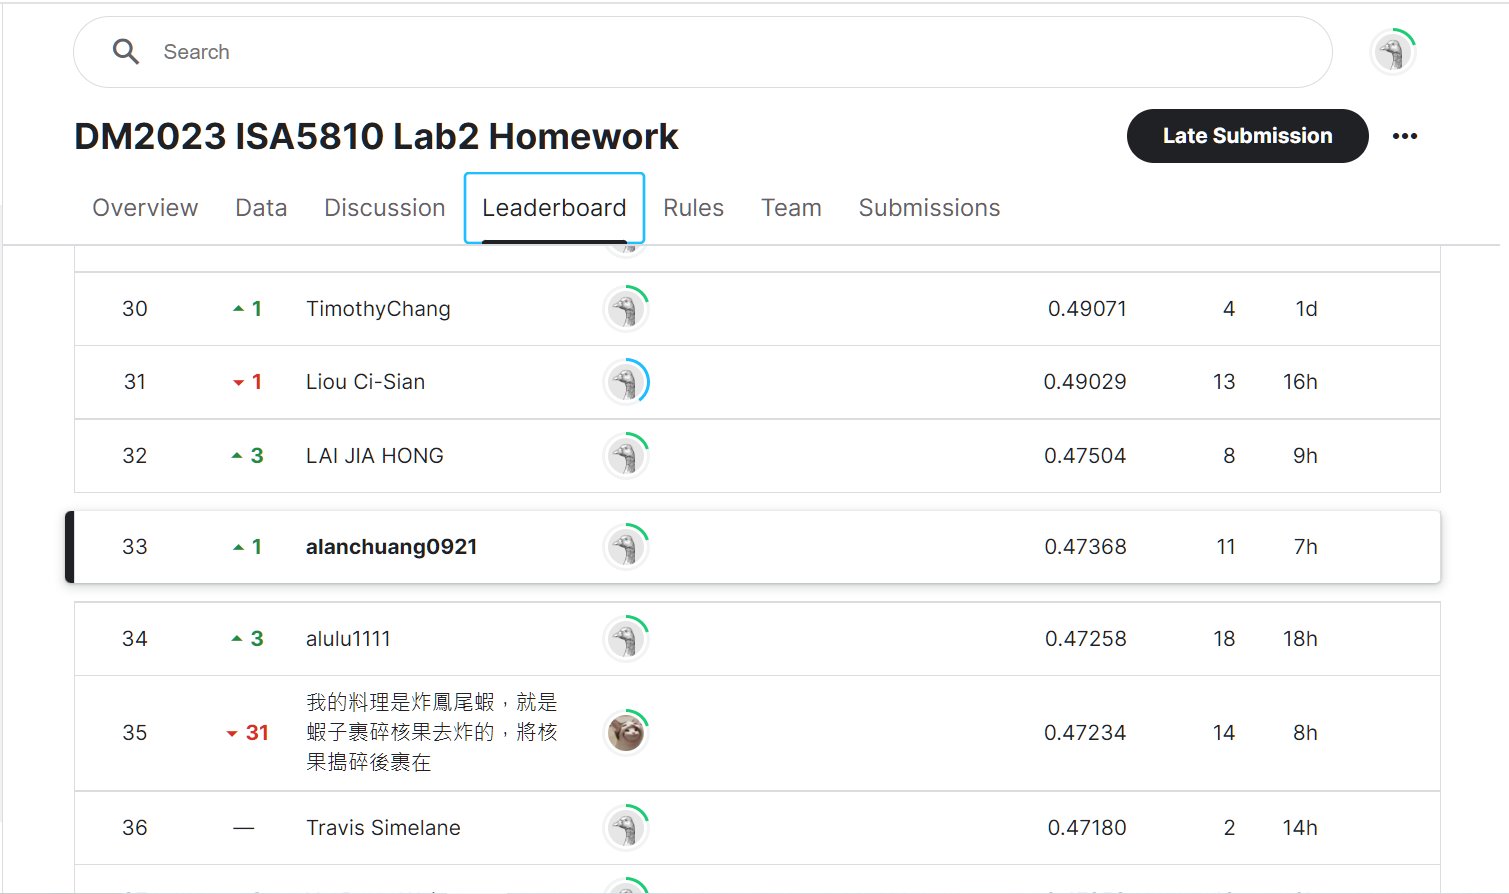 Search
DM2023 ISA5810 Lab2 Homework
Late Submission
Overview Data Discussion Leaderboard Rules Team Submissions
30 1 TimothyChang 0.49071 4 1d
31 1 Liou Ci-Sian 0.49029 13 16h
32 3 LAI JIA HONG 0.47504 8 9h
33 1 alanchuang0921 0.47368 11 7h
34 3 alulu1111 0.47258 18 18h
我的料理是炸鳳尾蝦,就是
35 31 蝦子裹碎核果去炸的,將核 0.47234 14 8h
果搗碎後裹在
36 — Travis Simelane 0.47180 2 14h